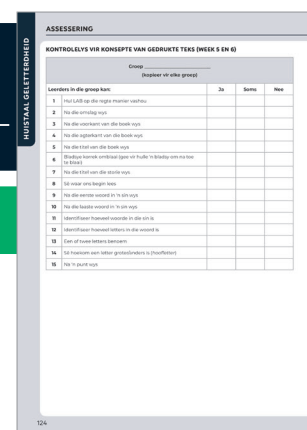 HUISTAAL GELETTERDHEID
ASSESSERING
KONTROLELYS VIR KONSEPTE VAN GEDRUKTE TEKS (WEEK 5 EN 6)
Groep
(kopieer vir elke groep)
Leerders in die groep kan: Ja Soms Nee
1 Hul LAB op die regte manier vashou
2 Na die omslag wys
3 Na die voorkant van die boek wys
4 Na die agterkant van die boek wys
5 Na die titel van die boek wys
6 Blaaye korrek omblaai (gee vir hulle 'n bladsy om na toe
te blaai)
7 Na die titel van die storie wys
8 Sê waar ons begin lees
9 Na die eerste woord in 'n sin wys
10 Na die laaste woord in 'n sin wys
11 Identifiseer hoeveel woorde in die sin is
12 Identifiseer hoeveel letters in die woord is
13 Een of twee letters benoem
14 Sê hoekom een letter groter/anders is (hoofletter)
15 Na 'n punt wys
124